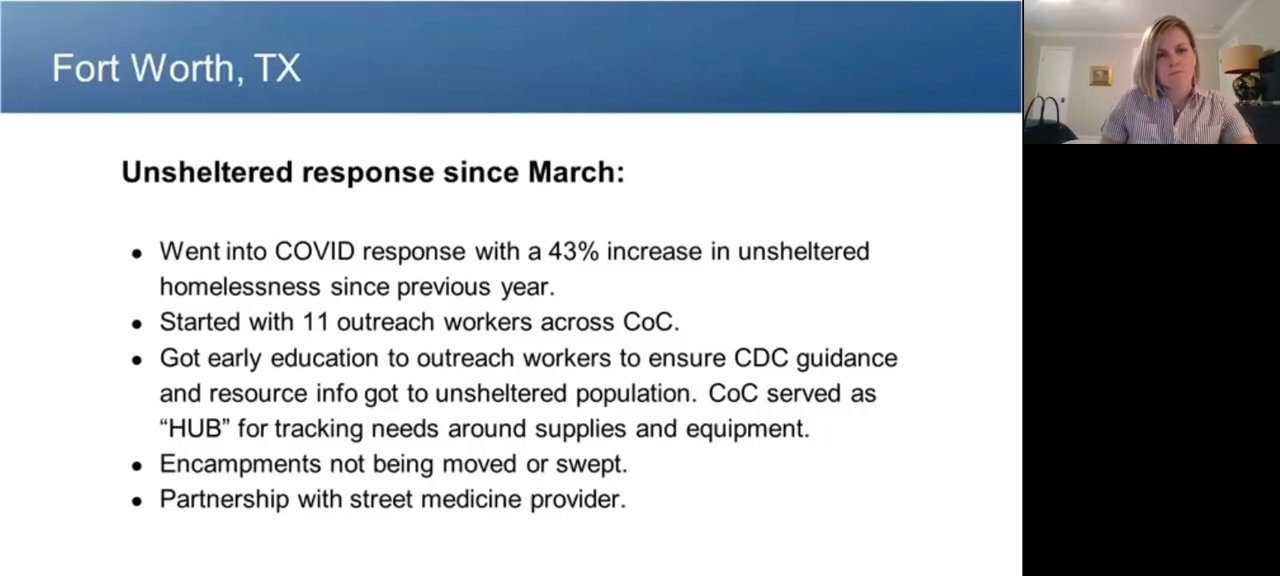 Fort Worth, TX
Unsheltered response since March:
● Went into COVID response with a 43% increase in unsheltered
homelessness since previous year.
● Started with 11 outreach workers across CoC.
● Got early education to outreach workers to ensure CDC guidance
and resource info got to unsheltered population. CoC served as
“HUB” for tracking needs around supplies and equipment.
● Encampments not being moved or swept.
● Partnership with street medicine provider.